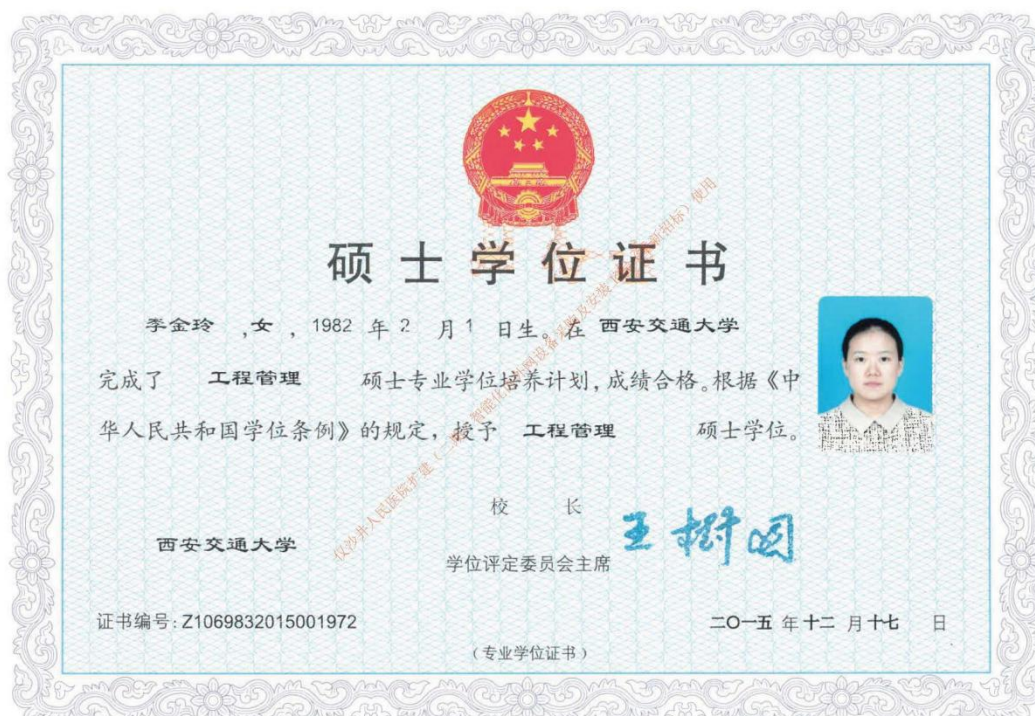 硕士学位证书
李金玲 ,女 , 1982 年 2 月 1 日生。在 西安交通大学
完成了 工程管理 硕士专业学位培养计划,成绩合格。根据《中
华人民共和国学位条例》的规定, 授予 工程管理 硕士学位。
校 长
西安交通大学
学位评定委员会主席
王树国
证书编号: Z1069832015001972
二〇一五 年 十二 月 十七 日
(专业学位证书)